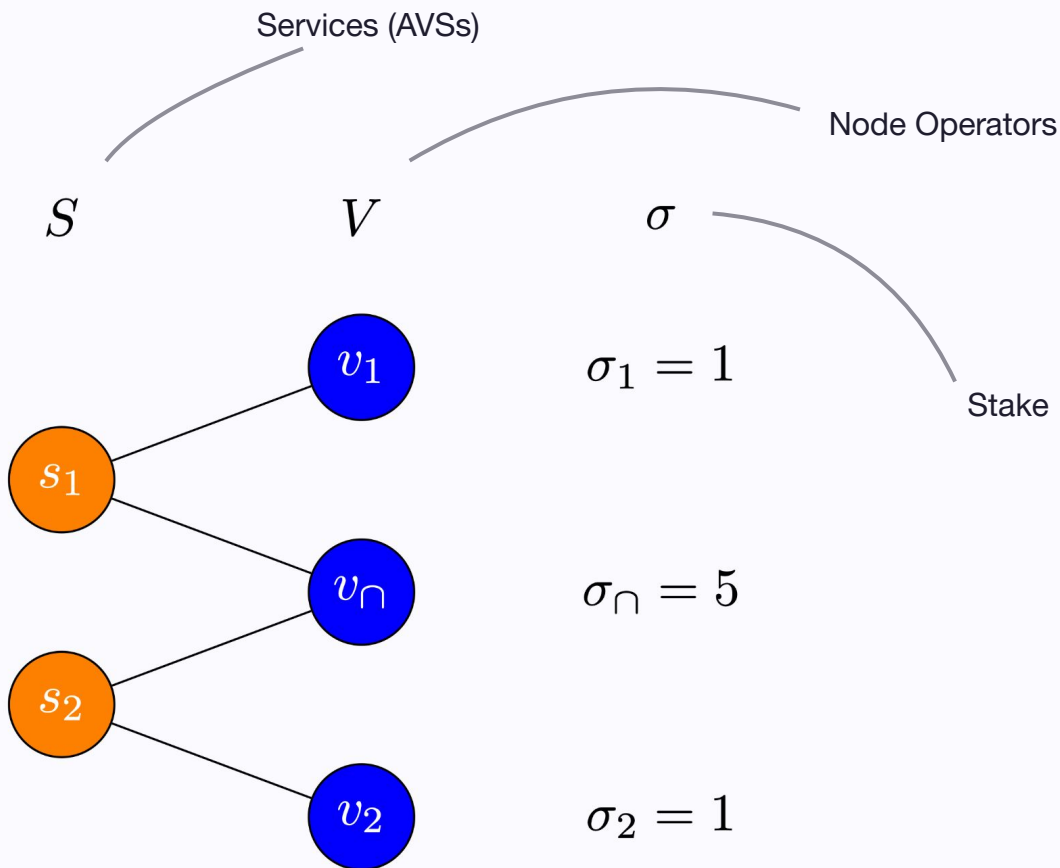 Services (AVSs)
Node Operators
S V σ
Stake
v₁ σ₁ = 1
s₁
v∩ σ∩ = 5
s₂
v₂ σ₂ = 1